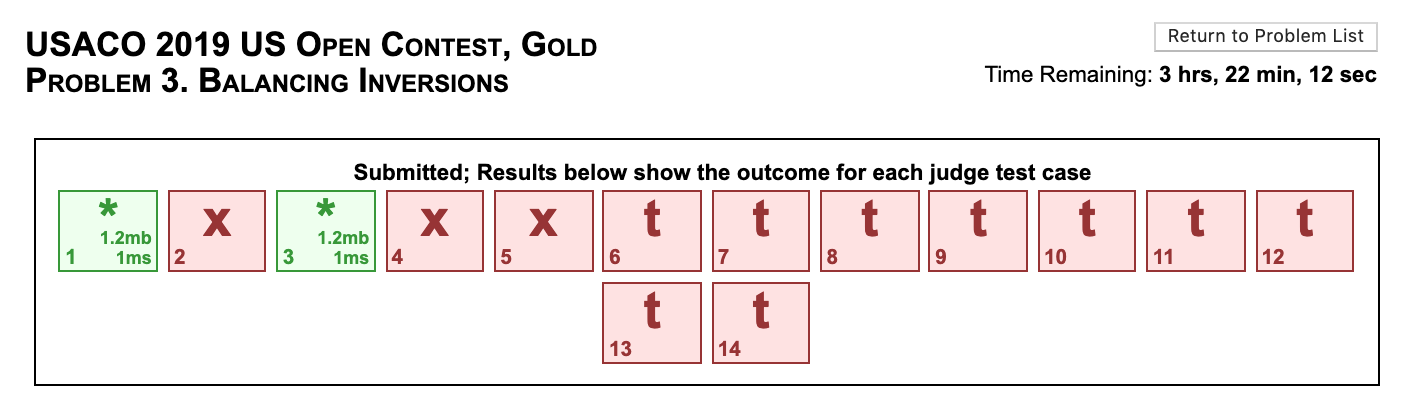 USACO 2019 US Open Contest, Gold
Problem 3. Balancing Inversions
Return to Problem List
Time Remaining: 3 hrs, 22 min, 12 sec
Submitted; Results below show the outcome for each judge test case
* x * x x t t t t t t t
1.2mb 1.2mb
1 1ms 2 3 1ms 4 5 6 7 8 9 10 11 12
t t
13 14